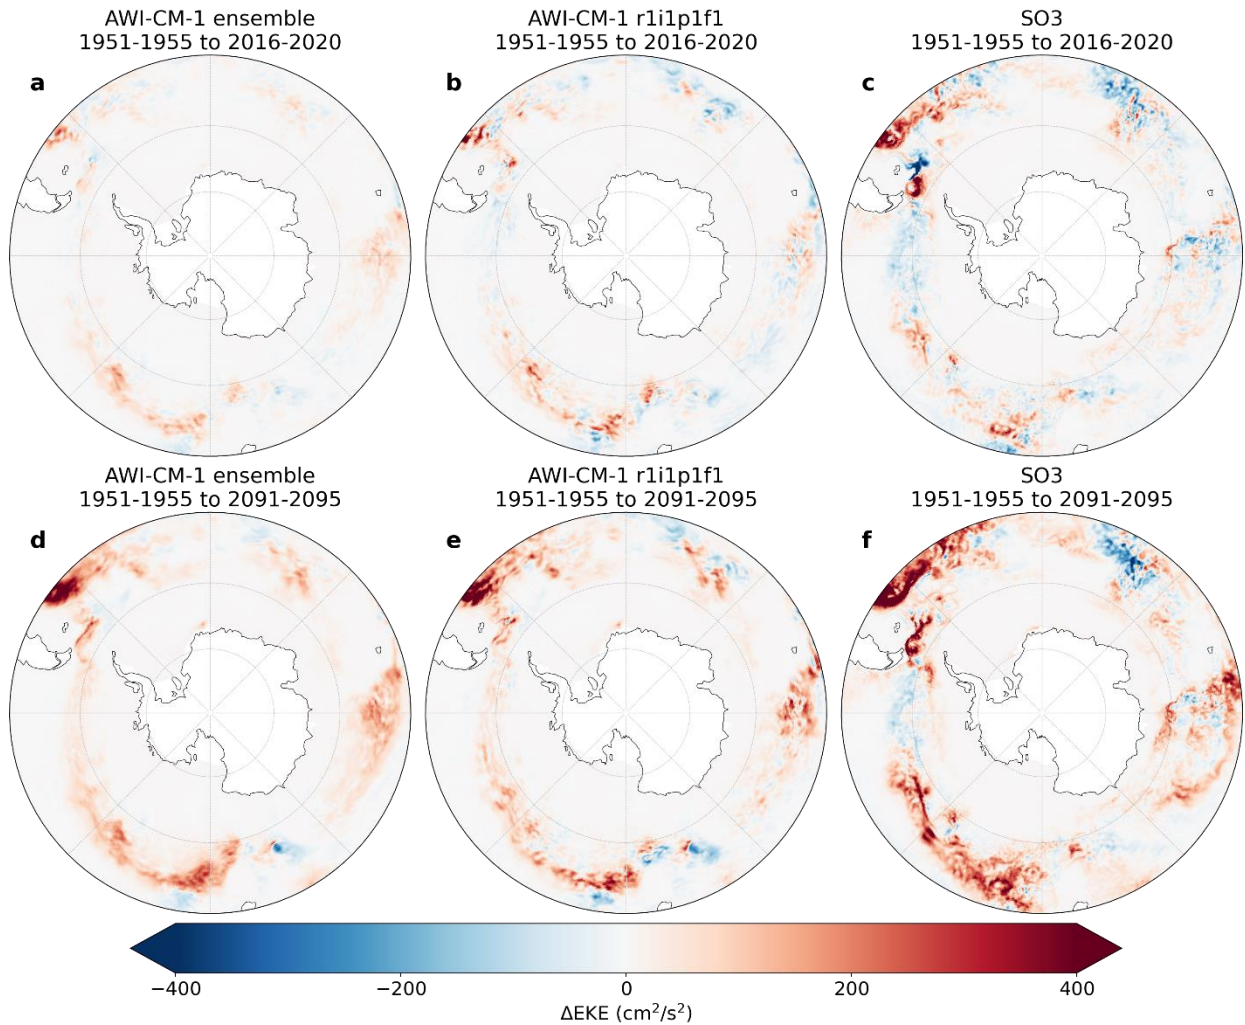 AWI-CM-1 ensemble
1951-1955 to 2016-2020
a
AWI-CM-1 r1i1p1f1
1951-1955 to 2016-2020
b
SO3
1951-1955 to 2016-2020
c
AWI-CM-1 ensemble
1951-1955 to 2091-2095
d
AWI-CM-1 r1i1p1f1
1951-1955 to 2091-2095
e
SO3
1951-1955 to 2091-2095
f
−400 −200 0 200 400
ΔEKE (cm²/s²)